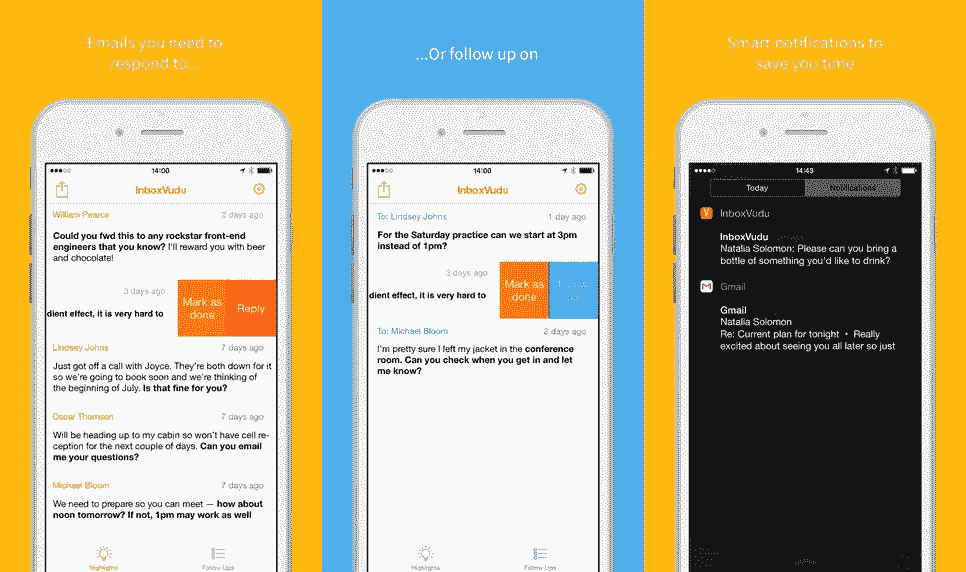 Emails you need to
respond to...
14:00
InboxVudu
William Pearce 2 days ago
Could you fwd this to any rockstar front-end
engineers that you know? I'll reward you with beer
and chocolate!
3 days ago
dient effect, it is very hard to
Mark as
done
Reply
Lindsey Johns 7 days ago
Just got off a call with Joyce. They're both down for it
so we're going to book soon and we're thinking of
the beginning of July. Is that fine for you?
Oscar Thomson 7 days ago
Will be heading up to my cabin so won't have cell re-
ception for the next couple of days. Can you email
me your questions?
Michael Bloom 7 days ago
We need to prepare so you can meet — how about
noon tomorrow? If not, 1pm may work as well
Highlights Follow Ups
...Or follow up on
14:00
InboxVudu
To: Lindsey Johns 1 day ago
For the Saturday practice can we start at 3pm
instead of 1pm?
3 days ago
dient effect, it is very hard to
Mark as
done
To: Michael Bloom 2 days ago
I'm pretty sure I left my jacket in the conference
room. Can you check when you get in and let
me know?
Highlights Follow Ups
Smart notifications to
save you time
14:43
Today Notifications
InboxVudu
InboxVudu
Natalia Solomon: Please can you bring a
bottle of something you'd like to drink?
Gmail
Gmail
Natalia Solomon
Re: Current plan for tonight • Really
excited about seeing you all later so just